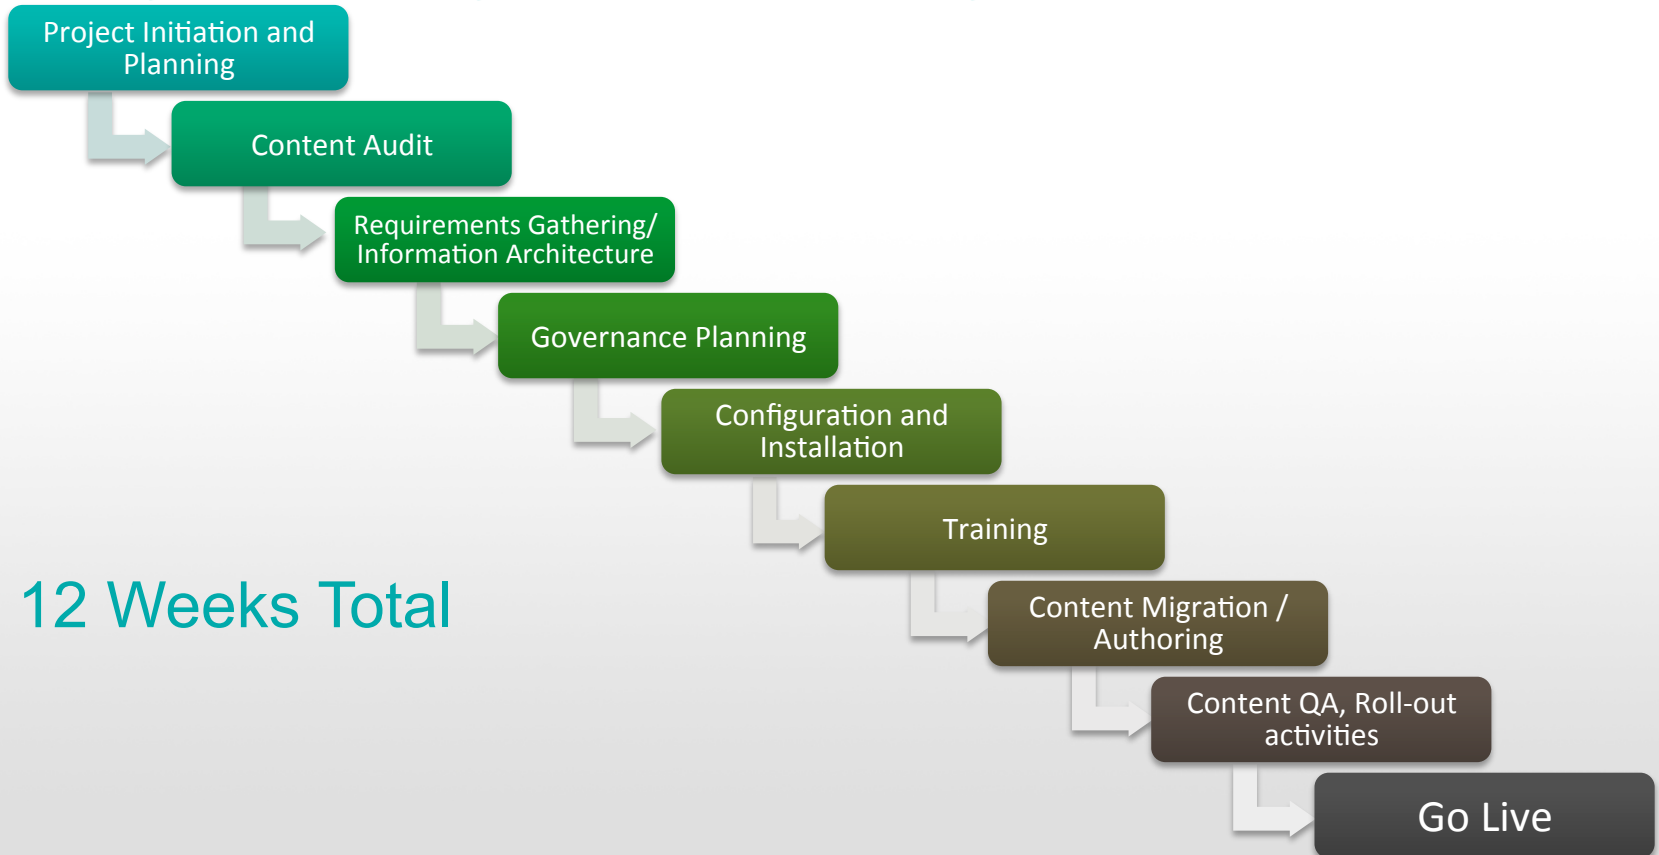 Project Initiation and
Planning
Content Audit
Requirements Gathering/
Information Architecture
Governance Planning
Configuration and
Installation
Training
12 Weeks Total
Content Migration /
Authoring
Content QA, Roll-out
activities
Go Live